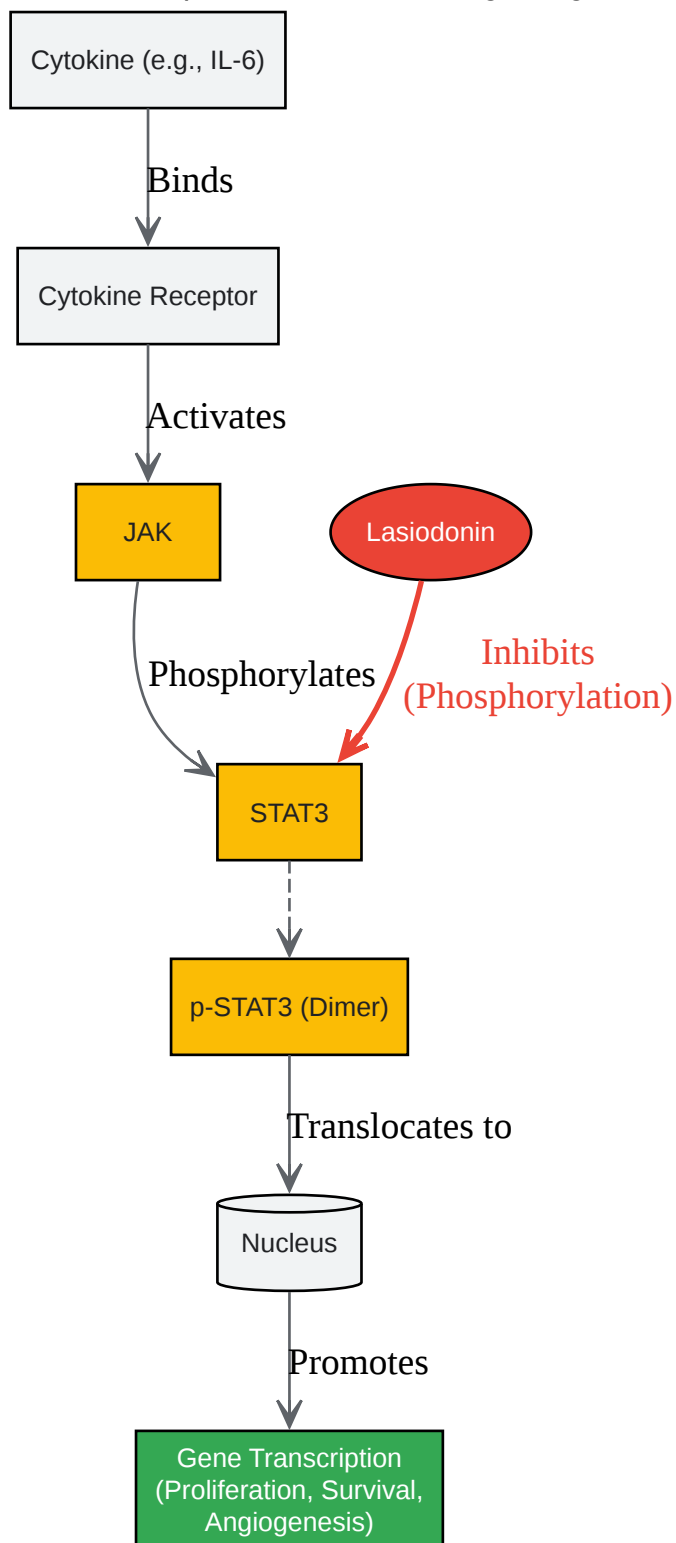 Cytokine (e.g., IL-6)
Binds
Cytokine Receptor
Activates
JAK
Lasiodonin
Phosphorylates
Inhibits
(Phosphorylation)
STAT3
p-STAT3 (Dimer)
Translocates to
Nucleus
Promotes
Gene Transcription
(Proliferation, Survival,
Angiogenesis)